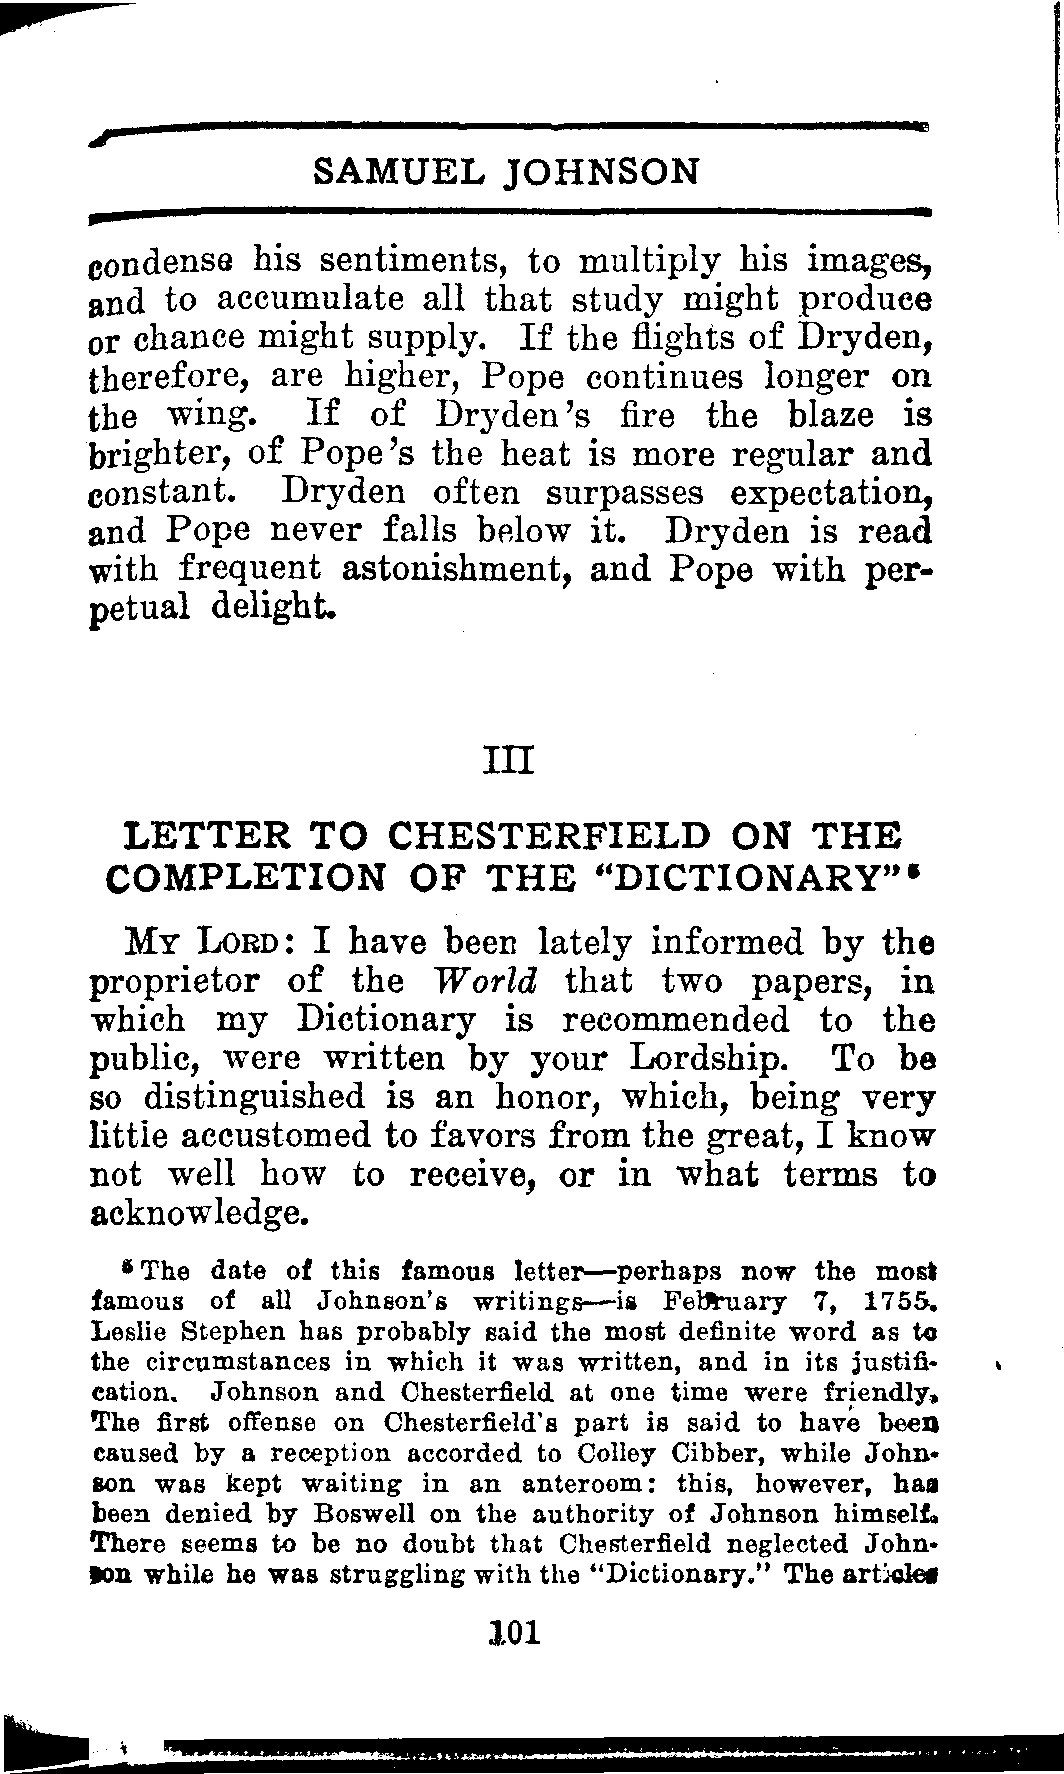 SAMUEL JOHNSON
condense his sentiments, to multiply his images,
and to accumulate all that study might produce
or chance might supply. If the flights of Dryden,
therefore, are higher, Pope continues longer on
the wing. If of Dryden's fire the blaze is
brighter, of Pope's the heat is more regular and
constant. Dryden often surpasses expectation,
and Pope never falls below it. Dryden is read
with frequent astonishment, and Pope with per-
petual delight.
III
LETTER TO CHESTERFIELD ON THE
COMPLETION OF THE "DICTIONARY"⁵
MY LORD: I have been lately informed by the
proprietor of the World that two papers, in
which my Dictionary is recommended to the
public, were written by your Lordship. To be
so distinguished is an honor, which, being very
little accustomed to favors from the great, I know
not well how to receive, or in what terms to
acknowledge.
⁵ The date of this famous letter—perhaps now the most
famous of all Johnson's writings—is February 7, 1755.
Leslie Stephen has probably said the most definite word as to
the circumstances in which it was written, and in its justifi-
cation. Johnson and Chesterfield at one time were friendly.
The first offense on Chesterfield's part is said to have been
caused by a reception accorded to Colley Cibber, while John-
son was kept waiting in an anteroom: this, however, has
been denied by Boswell on the authority of Johnson himself.
There seems to be no doubt that Chesterfield neglected John-
son while he was struggling with the "Dictionary." The articles
101